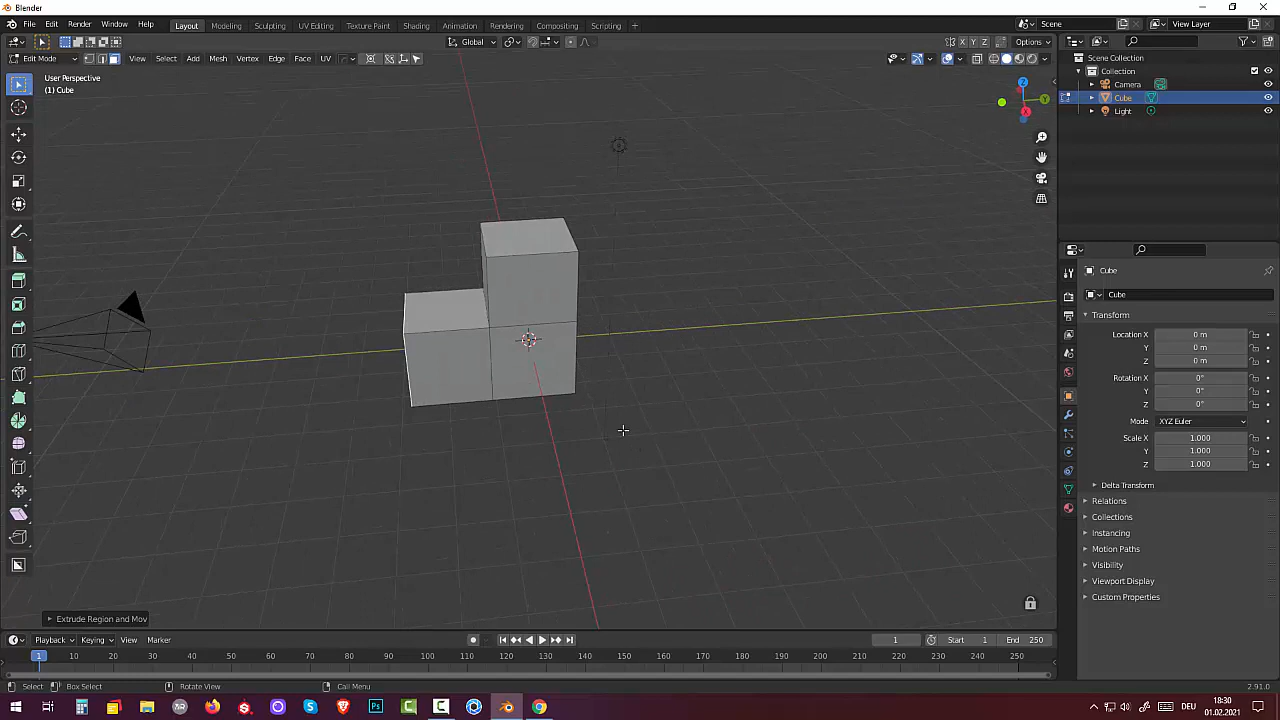 Blender
File Edit Render Window Help Layout Modeling Sculpting UV Editing Texture Paint Shading Animation Rendering Compositing Scripting + Scene View Layer
Global X Y Z Options
Edit Mode View Select Add Mesh Vertex Edge Face UV
User Perspective
(1) Cube
Z
Y
X
Scene Collection
Collection
Camera
Cube
Light
Cube
Cube
Transform
Location X 0 m
Y 0 m
Z 0 m
Rotation X 0°
Y 0°
Z 0°
Mode XYZ Euler
Scale X 1.000
Y 1.000
Z 1.000
Delta Transform
Relations
Collections
Instancing
Motion Paths
Visibility
Viewport Display
Custom Properties
Extrude Region and Mov
Playback Keying View Marker 1 Start 1 End 250
1 10 20 30 40 50 60 70 80 90 100 110 120 130 140 150 160 170 180 190 200 210 220 230 240 250
Select Box Select Rotate View Call Menu 2.91.0
Ps C C DEU 18:30
01.02.2021